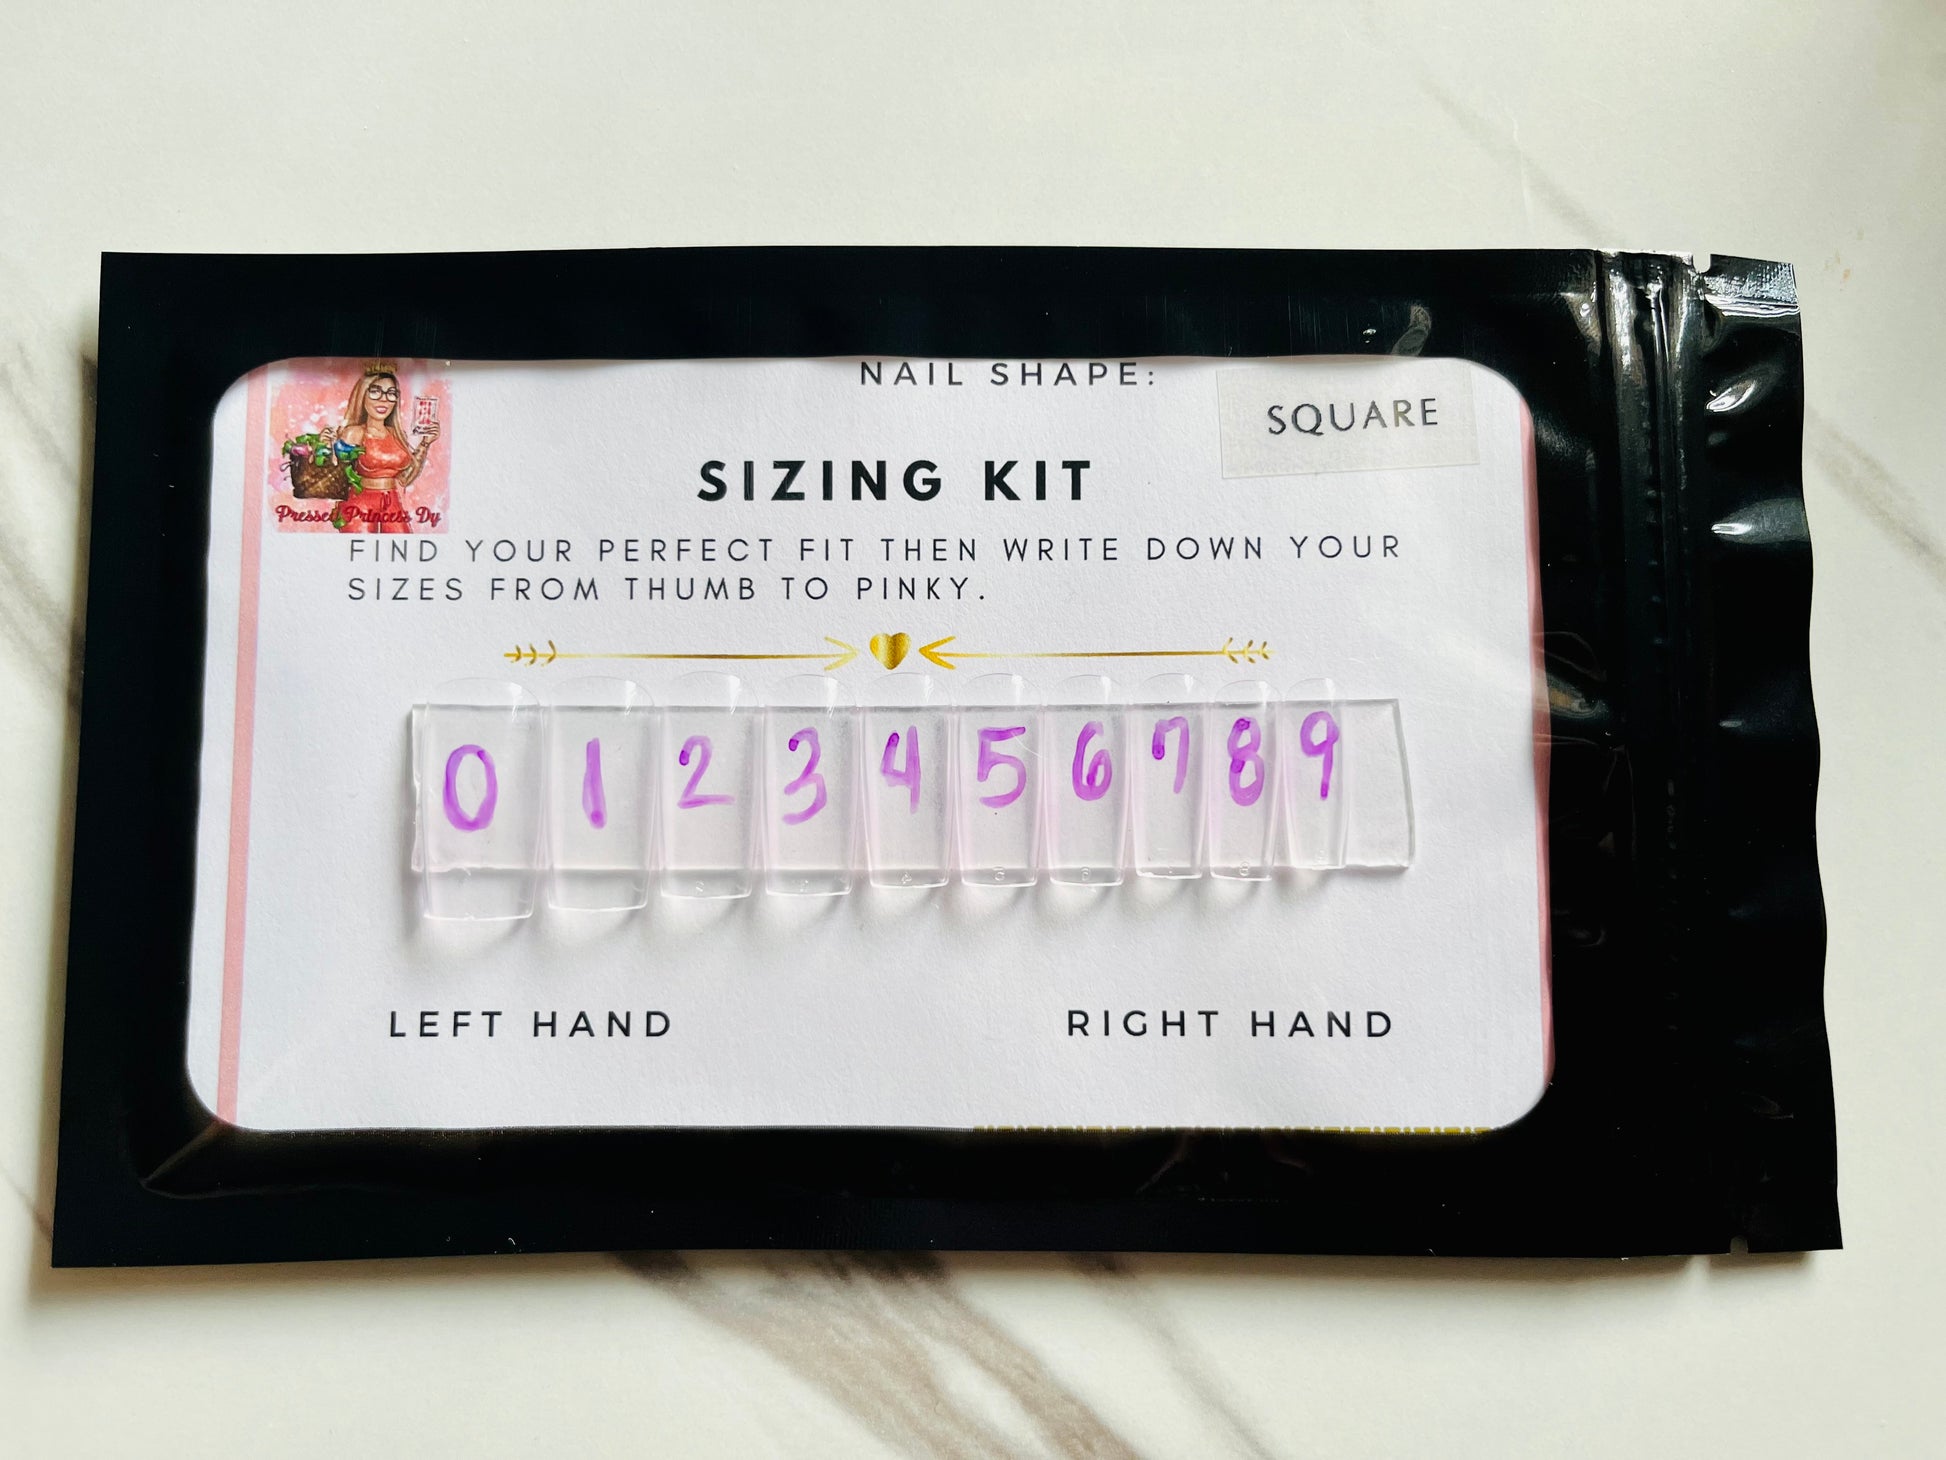 NAIL SHAPE:
SQUARE
SIZING KIT
Pressed Princess Dy
FIND YOUR PERFECT FIT THEN WRITE DOWN YOUR
SIZES FROM THUMB TO PINKY.
0 1 2 3 4 5 6 7 8 9
LEFT HAND
RIGHT HAND